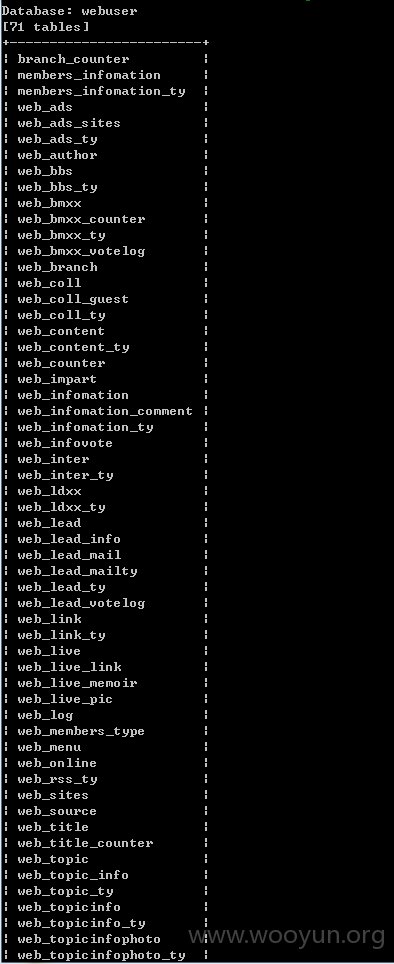 Database: webuser
[71 tables]
+------------------------+
¦ branch_counter ¦
¦ members_infomation ¦
¦ members_infomation_ty ¦
¦ web_ads ¦
¦ web_ads_sites ¦
¦ web_ads_ty ¦
¦ web_author ¦
¦ web_bbs ¦
¦ web_bbs_ty ¦
¦ web_bmxx ¦
¦ web_bmxx_counter ¦
¦ web_bmxx_ty ¦
¦ web_bmxx_votelog ¦
¦ web_branch ¦
¦ web_coll ¦
¦ web_coll_guest ¦
¦ web_coll_ty ¦
¦ web_content ¦
¦ web_content_ty ¦
¦ web_counter ¦
¦ web_impart ¦
¦ web_infomation ¦
¦ web_infomation_comment ¦
¦ web_infomation_ty ¦
¦ web_infovote ¦
¦ web_inter ¦
¦ web_inter_ty ¦
¦ web_ldxx ¦
¦ web_ldxx_ty ¦
¦ web_lead ¦
¦ web_lead_info ¦
¦ web_lead_mail ¦
¦ web_lead_mailty ¦
¦ web_lead_ty ¦
¦ web_lead_votelog ¦
¦ web_link ¦
¦ web_link_ty ¦
¦ web_live ¦
¦ web_live_link ¦
¦ web_live_memoir ¦
¦ web_live_pic ¦
¦ web_log ¦
¦ web_members_type ¦
¦ web_menu ¦
¦ web_online ¦
¦ web_rss_ty ¦
¦ web_sites ¦
¦ web_source ¦
¦ web_title ¦
¦ web_title_counter ¦
¦ web_topic ¦
¦ web_topic_info ¦
¦ web_topic_ty ¦
¦ web_topicinfo ¦
¦ web_topicinfo_ty ¦
¦ web_topicinfophoto ¦
¦ web_topicinfophoto_ty ¦
www.wooyun.org